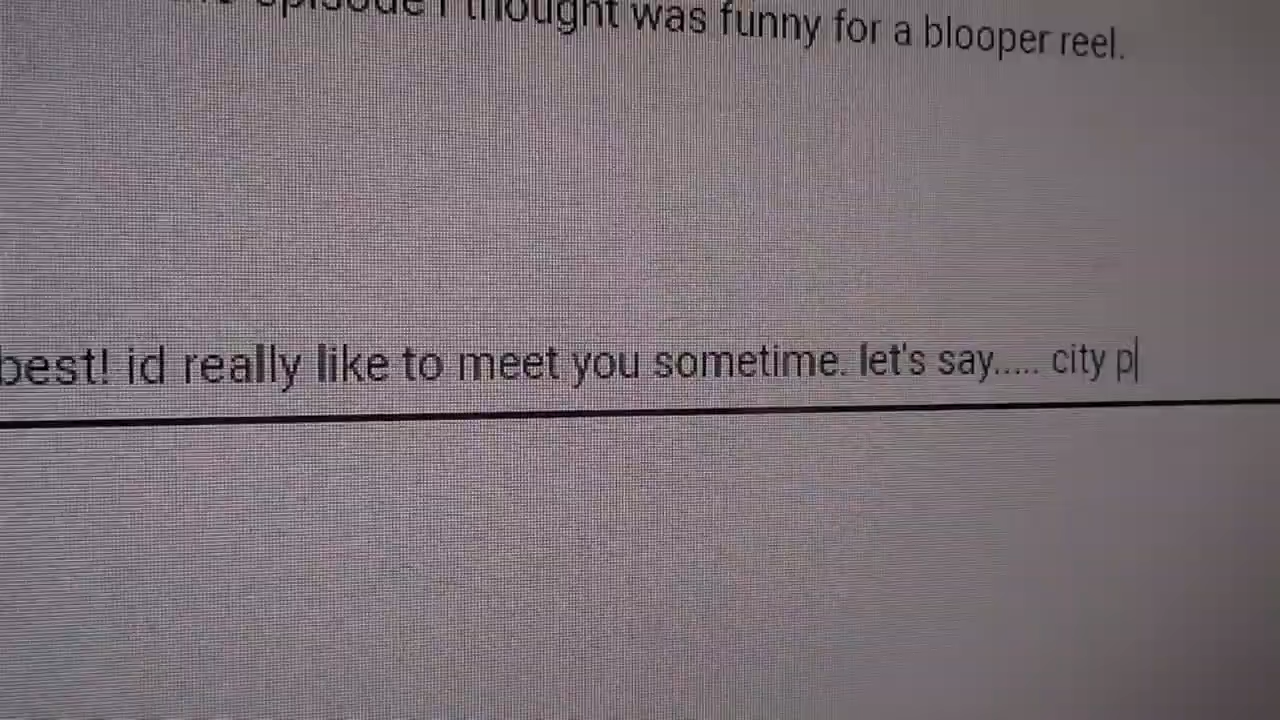 episode I thought was funny for a blooper reel.
best! id really like to meet you sometime. let's say..... city p